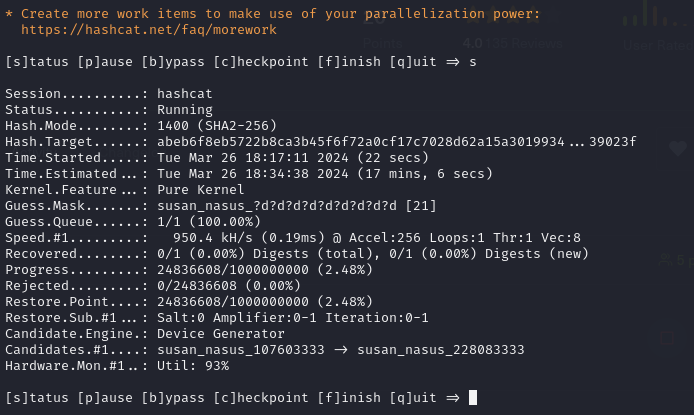 * Create more work items to make use of your parallelization power:
  https://hashcat.net/faq/morework
[s]tatus [p]ause [b]ypass [c]heckpoint [f]inish [q]uit => s
Session..........: hashcat
Status...........: Running
Hash.Mode........: 1400 (SHA2-256)
Hash.Target......: abeb6f8eb5722b8ca3b45f6f72a0cf17c7028d62a15a3019934...39023f
Time.Started.....: Tue Mar 26 18:17:11 2024 (22 secs)
Time.Estimated...: Tue Mar 26 18:34:38 2024 (17 mins, 6 secs)
Kernel.Feature...: Pure Kernel
Guess.Mask.......: susan_nasus_?d?d?d?d?d?d?d?d?d [21]
Guess.Queue......: 1/1 (100.00%)
Speed.#1.........:   950.4 kH/s (0.19ms) @ Accel:256 Loops:1 Thr:1 Vec:8
Recovered........: 0/1 (0.00%) Digests (total), 0/1 (0.00%) Digests (new)
Progress.........: 24836608/1000000000 (2.48%)
Rejected.........: 0/24836608 (0.00%)
Restore.Point....: 24836608/1000000000 (2.48%)
Restore.Sub.#1...: Salt:0 Amplifier:0-1 Iteration:0-1
Candidate.Engine.: Device Generator
Candidates.#1....: susan_nasus_107603333 -> susan_nasus_228083333
Hardware.Mon.#1..: Util: 93%
[s]tatus [p]ause [b]ypass [c]heckpoint [f]inish [q]uit =>